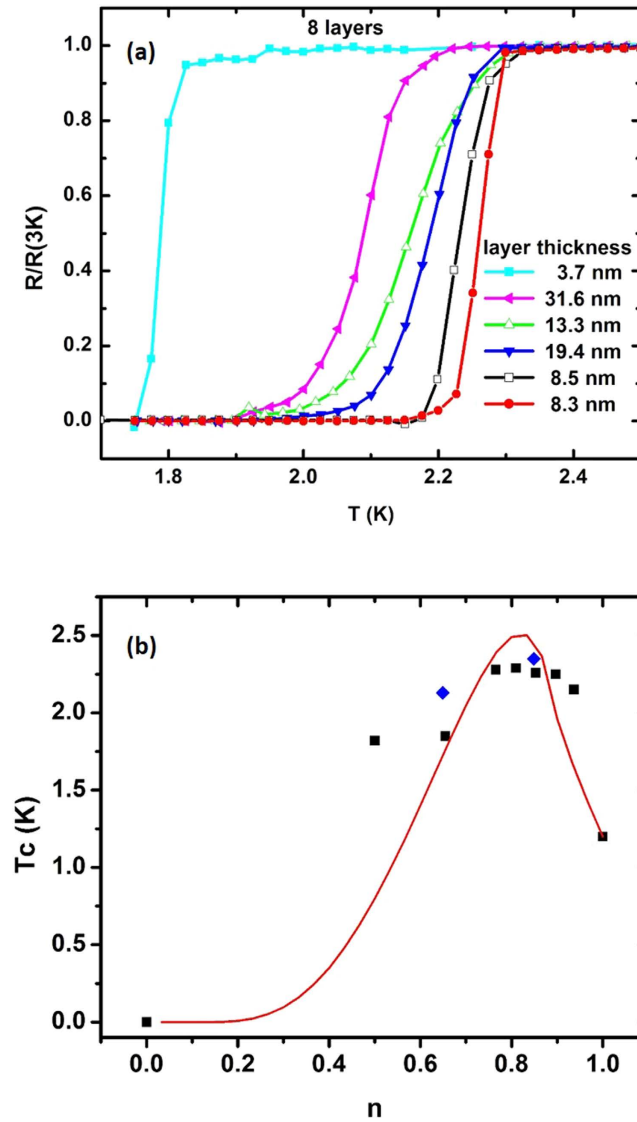 (a)
8 layers
1.0
0.8
0.6
0.4
0.2
0.0
R/R(3K)
layer thickness
3.7 nm
31.6 nm
13.3 nm
19.4 nm
8.5 nm
8.3 nm
1.8 2.0 2.2 2.4
T (K)
(b)
2.5
2.0
1.5
1.0
0.5
0.0
Tc (K)
0.0 0.2 0.4 0.6 0.8 1.0
n